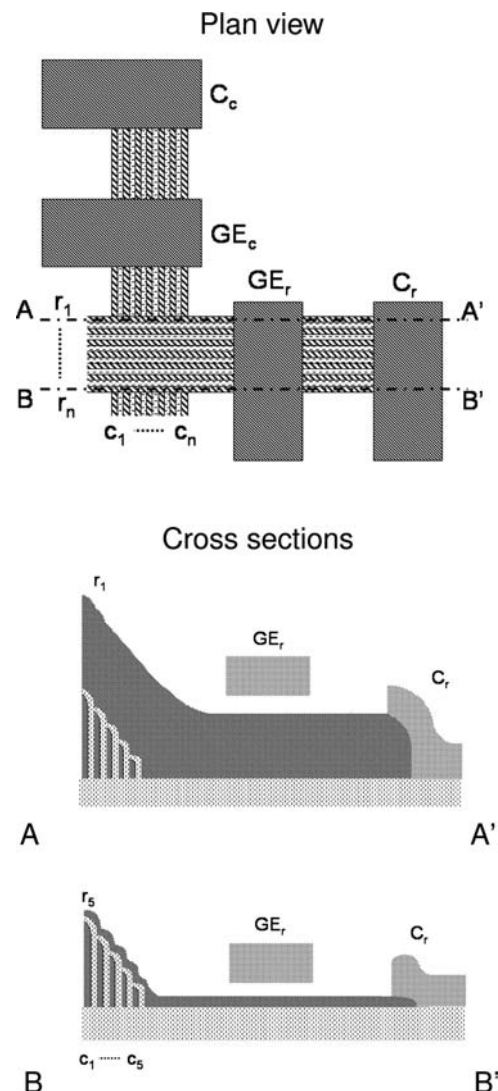 Plan view
C_c
GE_c
GE_r C_r
A r_1 A'
B r_n B'
c_1 ........ c_n
Cross sections
r_1
GE_r
C_r
A A'
r_5
GE_r
C_r
c_1 ........ c_5
B B'